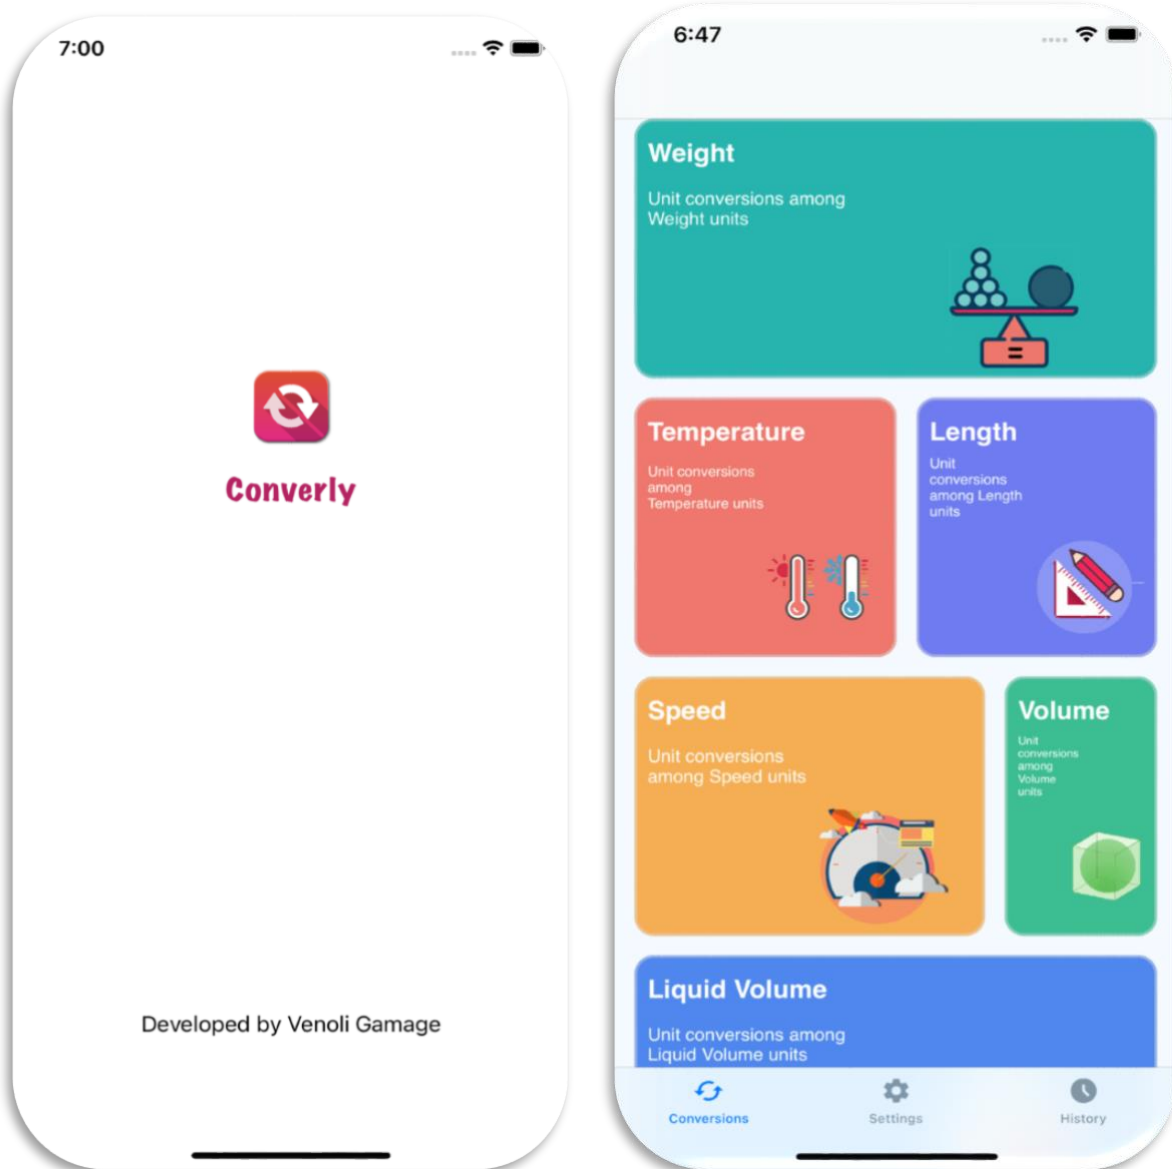 7:00
Converly
Developed by Venoli Gamage
6:47
Weight
Unit conversions among
Weight units
=
Temperature
Unit conversions
among
Temperature units
Length
Unit
conversions
among Length
units
Speed
Unit conversions
among Speed units
Volume
Unit
conversions
among
Volume
units
Liquid Volume
Unit conversions among
Liquid Volume units
Conversions
Settings
History